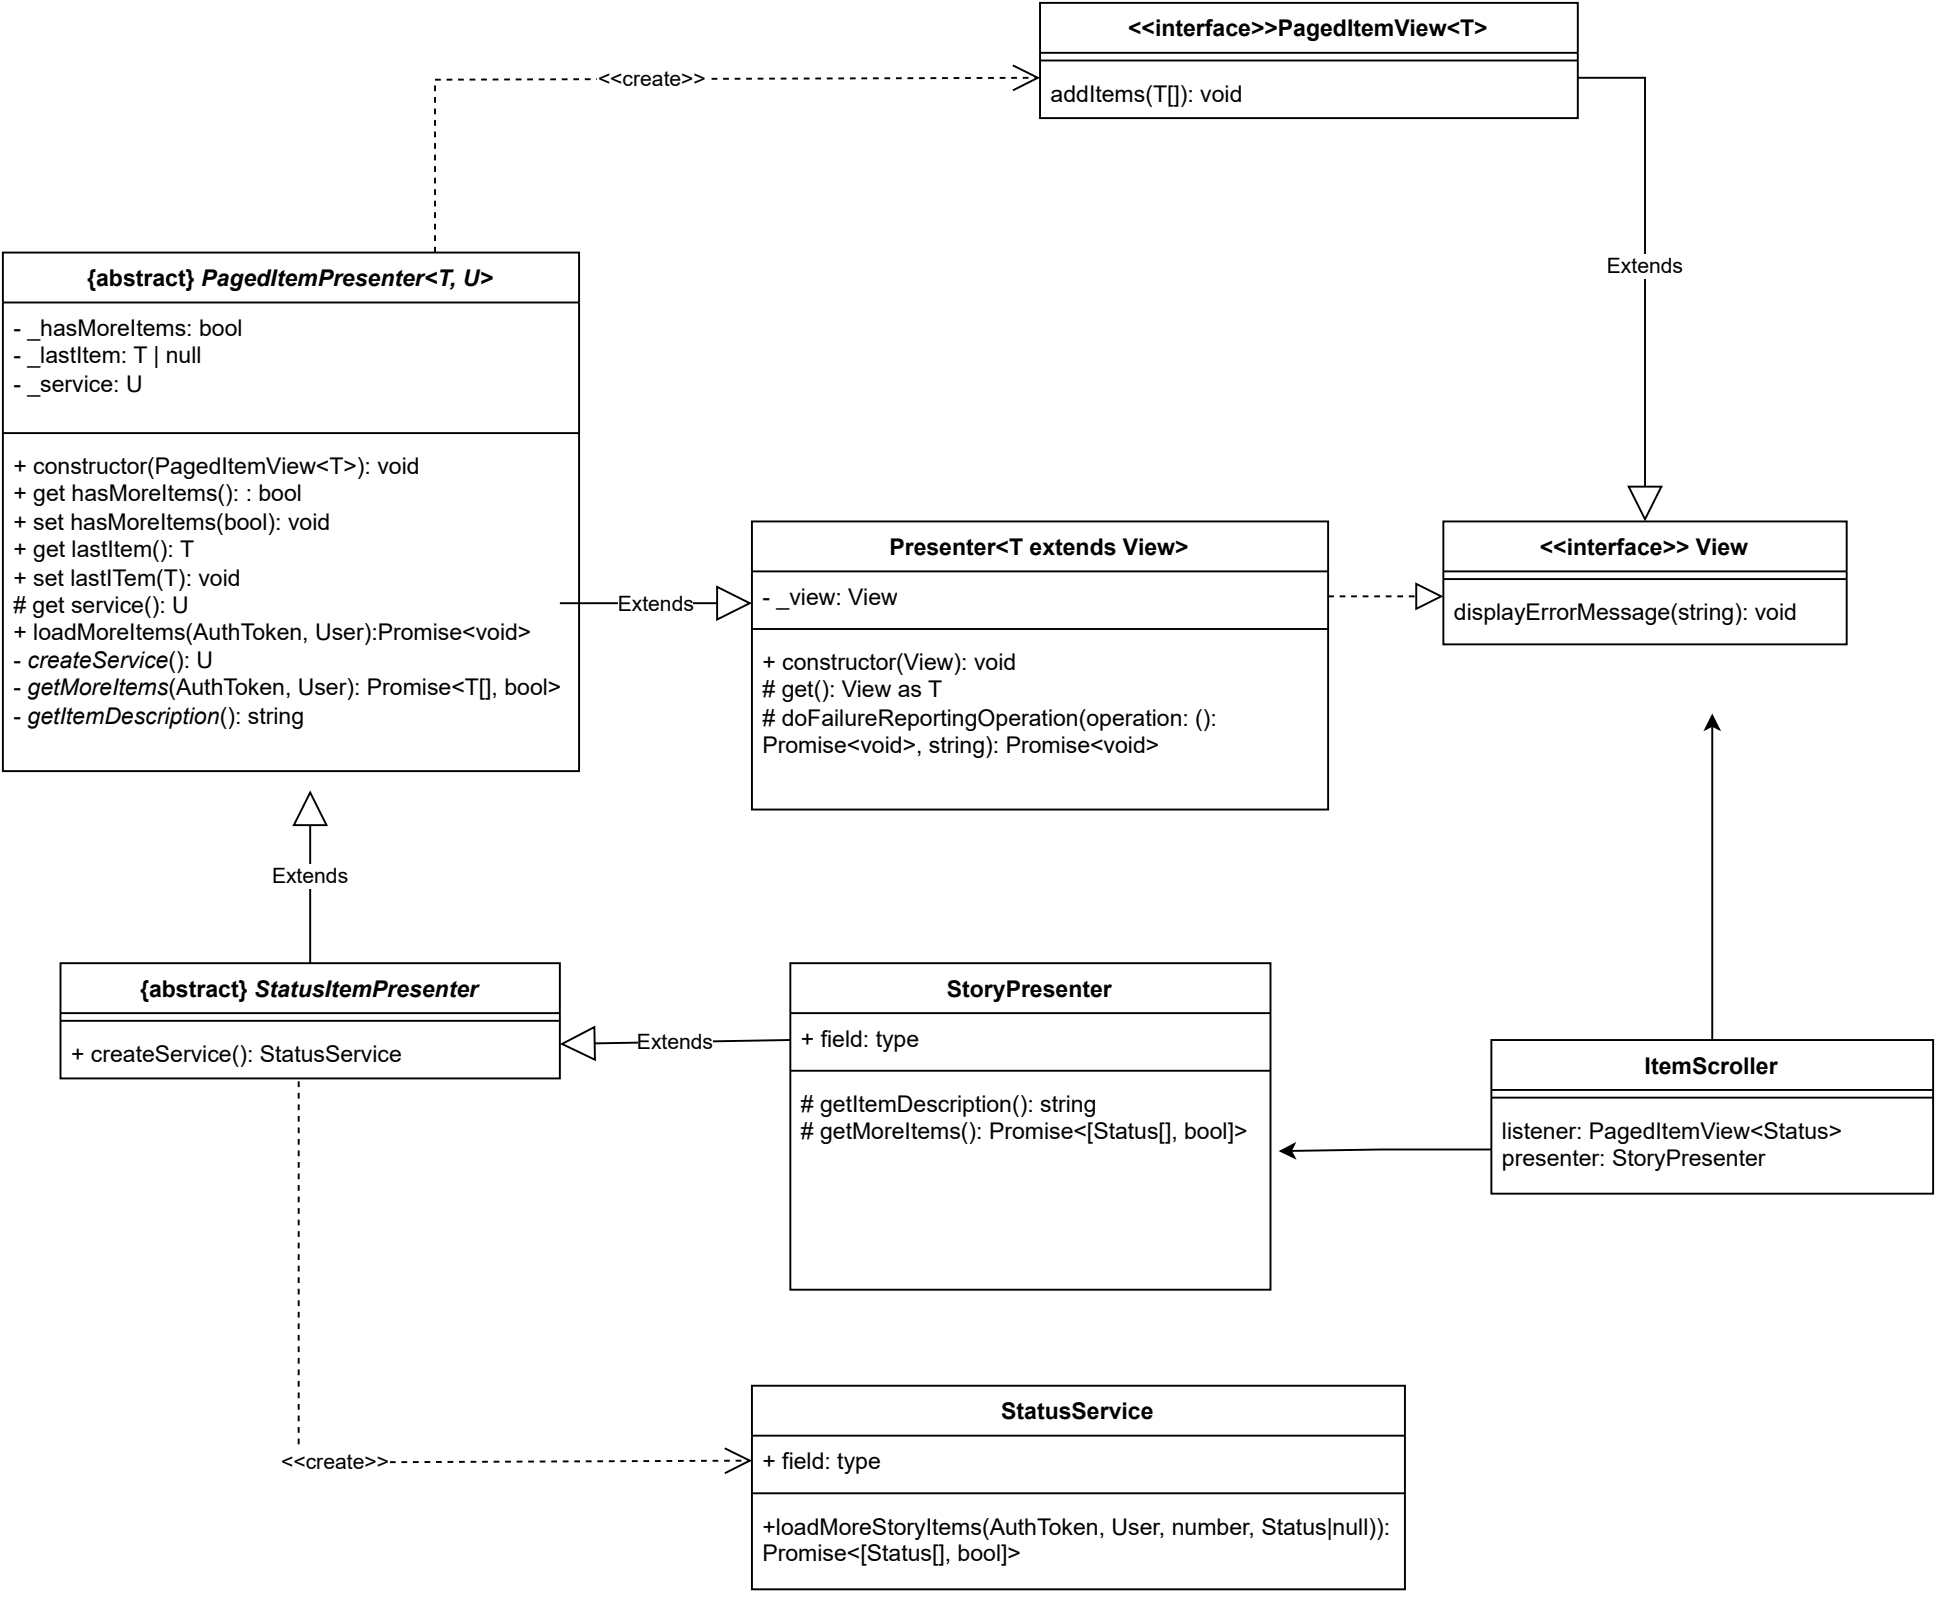 <<interface>>PagedItemView<T>
addItems(T[]): void
<<create>>
Extends
{abstract} PagedItemPresenter<T, U>
- _hasMoreItems: bool
- _lastItem: T | null
- _service: U
+ constructor(PagedItemView<T>): void
+ get hasMoreItems(): : bool
+ set hasMoreItems(bool): void
+ get lastItem(): T
+ set lastITem(T): void
# get service(): U
+ loadMoreItems(AuthToken, User):Promise<void>
- createService(): U
- getMoreItems(AuthToken, User): Promise<T[], bool>
- getItemDescription(): string
Extends
Presenter<T extends View>
- _view: View
+ constructor(View): void
# get(): View as T
# doFailureReportingOperation(operation: ():
Promise<void>, string): Promise<void>
<<interface>> View
displayErrorMessage(string): void
Extends
{abstract} StatusItemPresenter
+ createService(): StatusService
Extends
StoryPresenter
+ field: type
# getItemDescription(): string
# getMoreItems(): Promise<[Status[], bool]>
ItemScroller
listener: PagedItemView<Status>
presenter: StoryPresenter
<<create>>
StatusService
+ field: type
+loadMoreStoryItems(AuthToken, User, number, Status|null)):
Promise<[Status[], bool]>